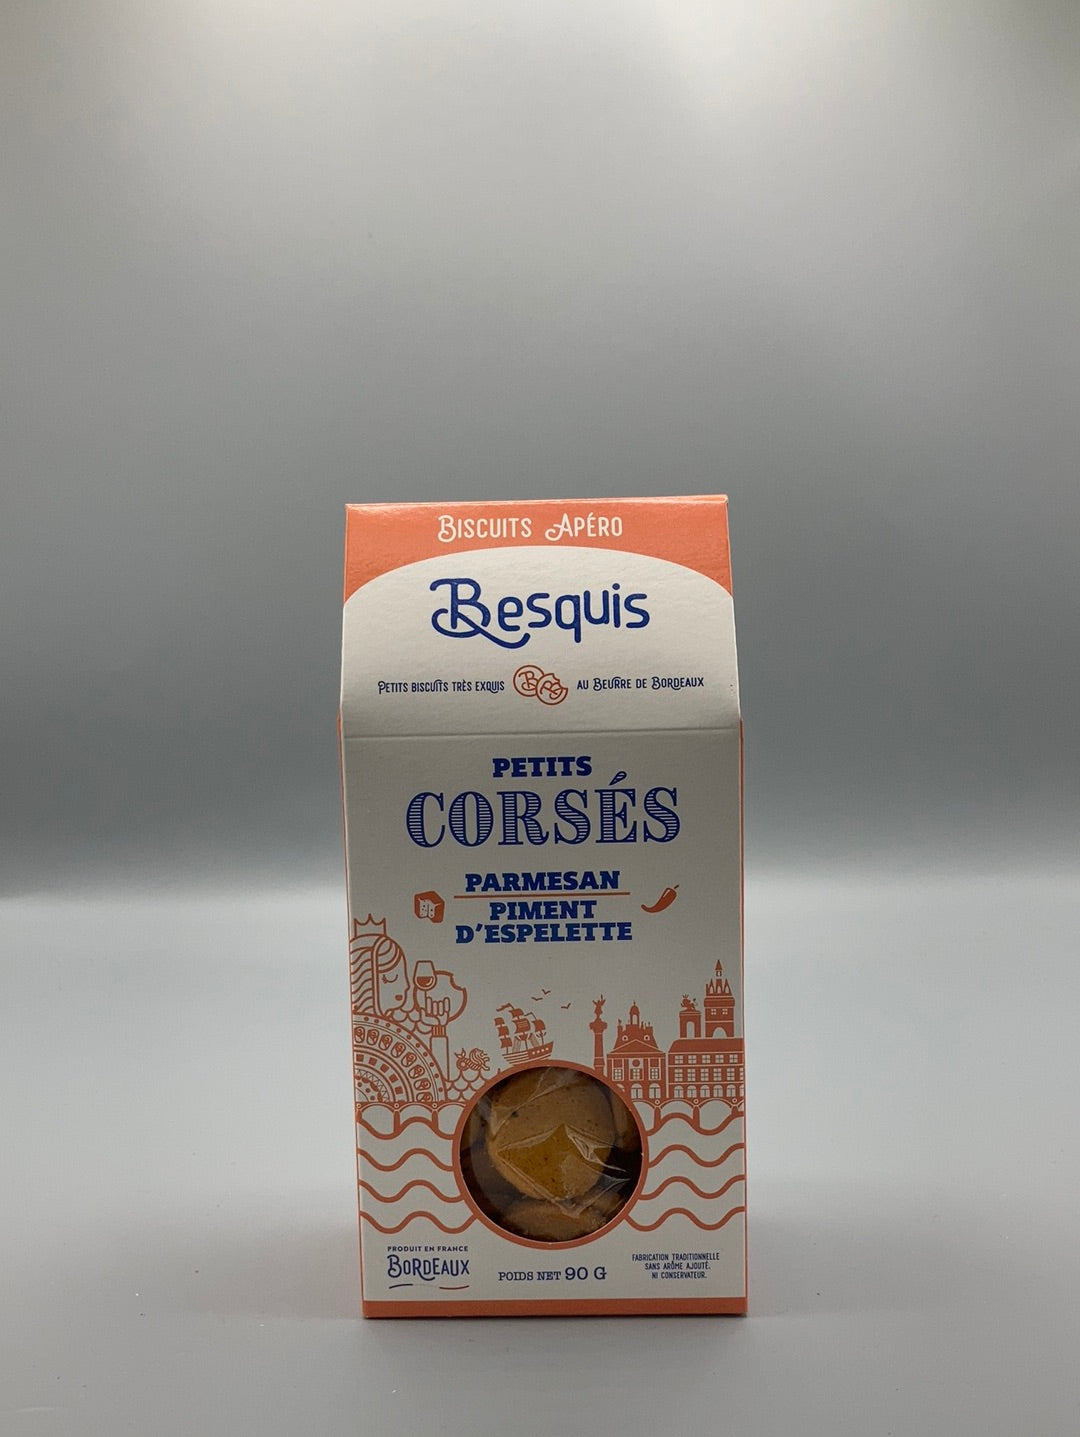 Biscuits Apéro
Besquis
Petits biscuits très exquis au Beurre de Bordeaux
PETITS
CORSÉS
PARMESAN
PIMENT
D'ESPELETTE
PRODUIT EN FRANCE
BORDEAUX
POIDS NET 90 G
FABRICATION TRADITIONNELLE
SANS ARÔME AJOUTÉ,
NI CONSERVATEUR.